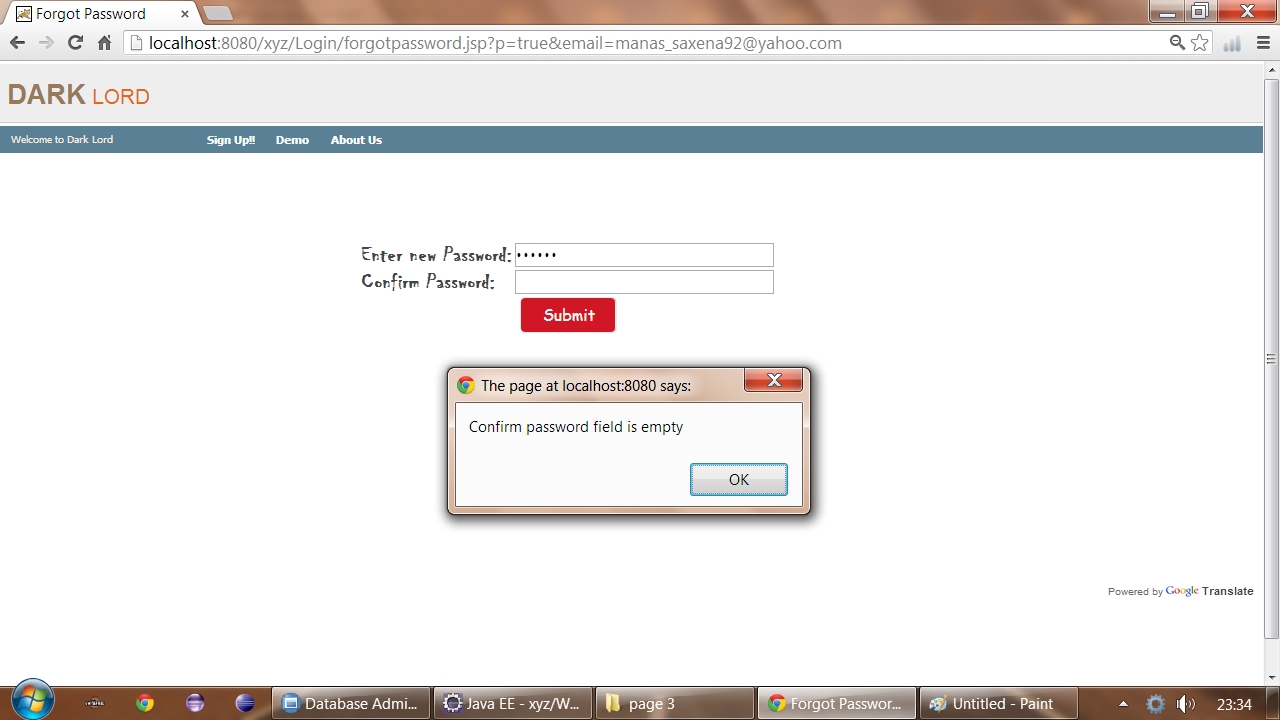 Forgot Password
localhost:8080/xyz/Login/forgotpassword.jsp?p=true&email=manas_saxena92@yahoo.com
DARK LORD
Welcome to Dark Lord Sign Up!! Demo About Us
Enter new Password: ••••••
Confirm Password:
Submit
The page at localhost:8080 says:
Confirm password field is empty
OK
Powered by Google Translate
Database Admi... Java EE - xyz/W... page 3 Forgot Passwor... Untitled - Paint 23:34